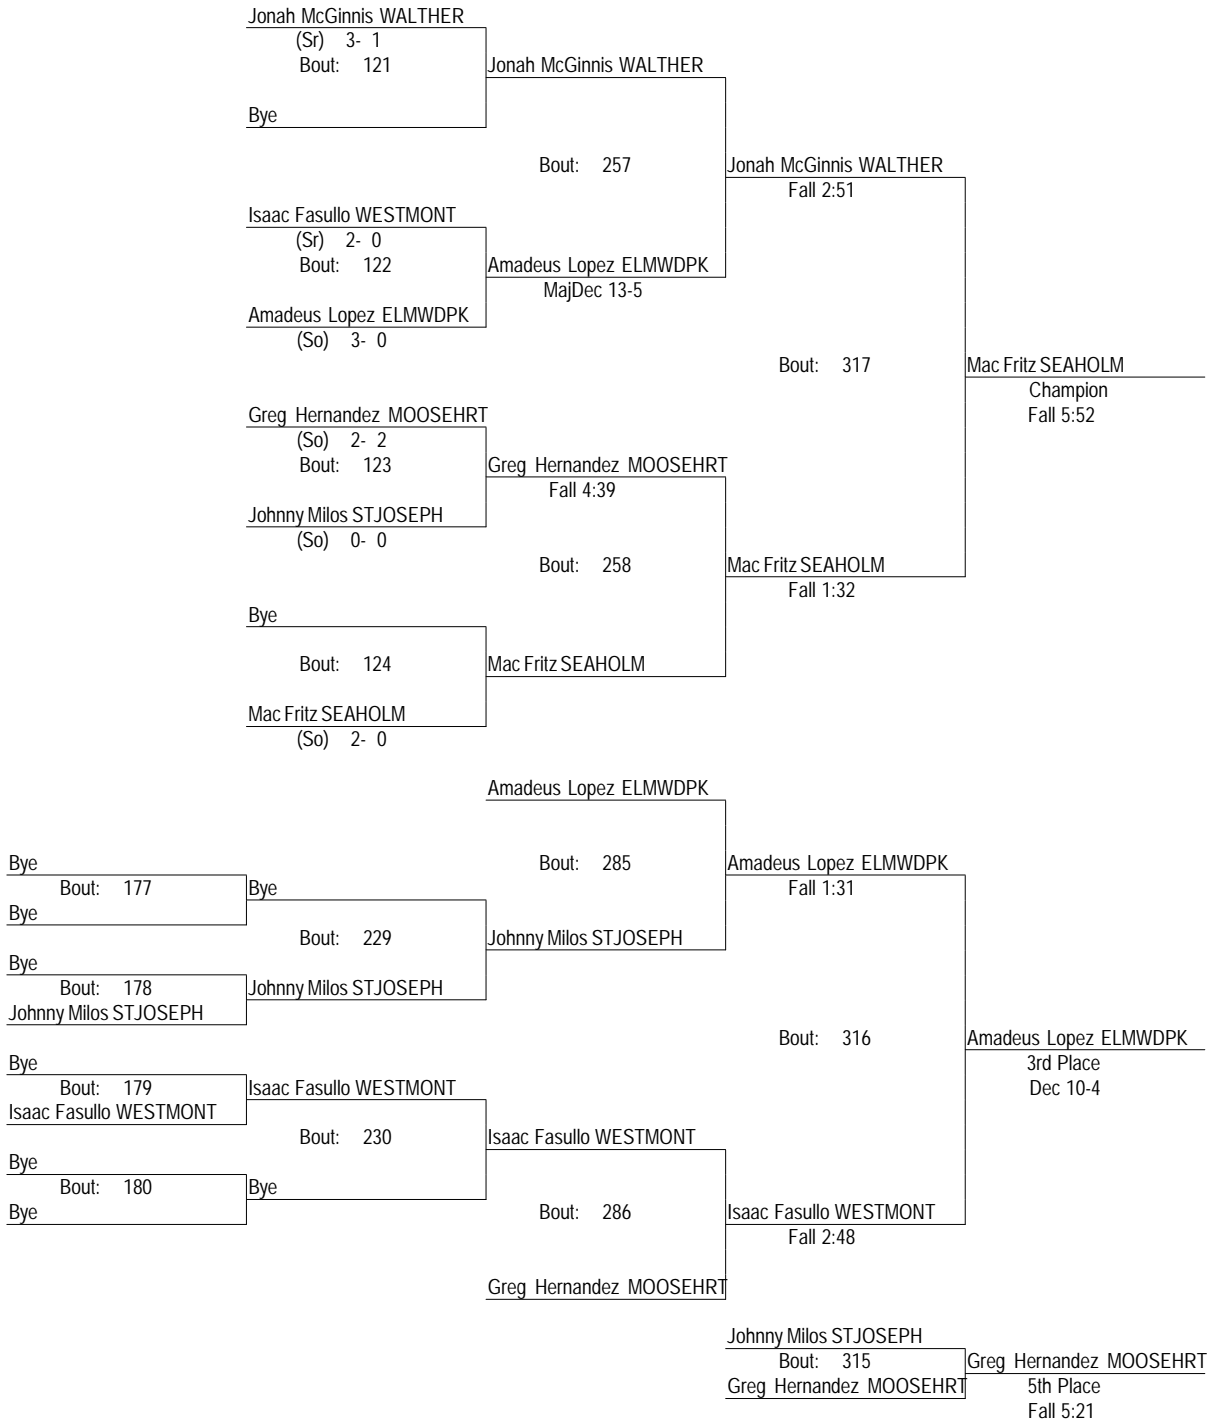 Jonah McGinnis WALTHER
(Sr) 3- 1
Bout: 121
Jonah McGinnis WALTHER
Bye
Bout: 257
Jonah McGinnis WALTHER
Fall 2:51
Isaac Fasullo WESTMONT
(Sr) 2- 0
Bout: 122
Amadeus Lopez ELMWDPK
MajDec 13-5
Amadeus Lopez ELMWDPK
(So) 3- 0
Bout: 317
Mac Fritz SEAHOLM
Champion
Fall 5:52
Greg Hernandez MOOSEHRT
(So) 2- 2
Bout: 123
Greg Hernandez MOOSEHRT
Fall 4:39
Johnny Milos STJOSEPH
(So) 0- 0
Bout: 258
Mac Fritz SEAHOLM
Fall 1:32
Bye
Bout: 124
Mac Fritz SEAHOLM
Mac Fritz SEAHOLM
(So) 2- 0
Amadeus Lopez ELMWDPK
Bout: 285
Amadeus Lopez ELMWDPK
Fall 1:31
Bye
Bout: 177
Bye
Bye
Bout: 229
Johnny Milos STJOSEPH
Bye
Bout: 178
Johnny Milos STJOSEPH
Johnny Milos STJOSEPH
Bout: 316
Amadeus Lopez ELMWDPK
3rd Place
Dec 10-4
Bye
Bout: 179
Isaac Fasullo WESTMONT
Isaac Fasullo WESTMONT
Bout: 230
Isaac Fasullo WESTMONT
Bye
Bout: 180
Bye
Bye
Bout: 286
Isaac Fasullo WESTMONT
Fall 2:48
Greg Hernandez MOOSEHRT
Johnny Milos STJOSEPH
Bout: 315
Greg Hernandez MOOSEHRT
Greg Hernandez MOOSEHRT
5th Place
Fall 5:21